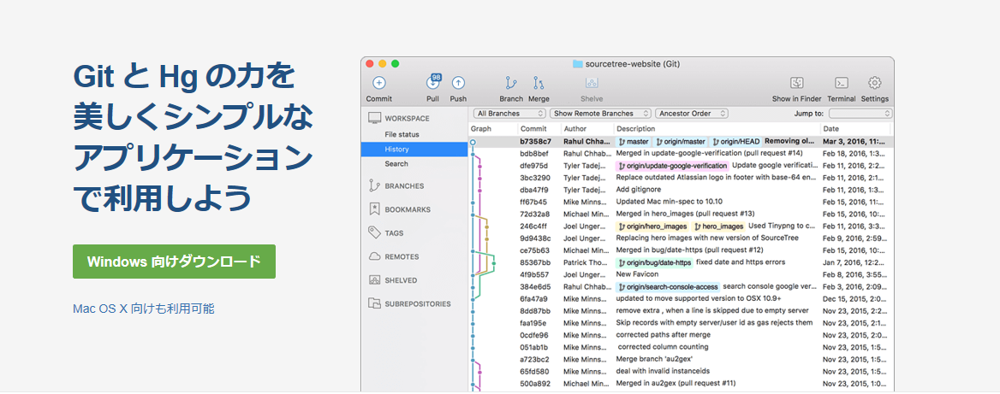 Git と Hg の力を
美しくシンプルな
アプリケーション
で利用しよう
Windows 向けダウンロード
Mac OS X 向けも利用可能
sourcetree-website (Git)
98
Commit Pull Push Branch Merge Shelve Show in Finder Terminal Settings
WORKSPACE
File status
History
Search
BRANCHES
BOOKMARKS
TAGS
REMOTES
SHELVED
SUBREPOSITORIES
All Branches Show Remote Branches Ancestor Order Jump to:
Graph Commit Author Description Date
b7358c7 Rahul Chha... master origin/master origin/HEAD Removing ol... Mar 3, 2016, 11:...
bdb8bef Rahul Chhab... Merged in update-google-verification (pull request #14) Feb 18, 2016, 1:3...
dfe975d Tyler Tadej... origin/update-google-verification Update google verificati... Feb 11, 2016, 2:2...
3bc3290 Tyler Tadej... Replace outdated Atlassian logo in footer with base-64 en... Feb 11, 2016, 2:1...
dba47f9 Tyler Tadej... Add gitignore Feb 11, 2016, 1:3...
ff67b45 Mike Minns... Updated Mac min-spec to 10.10 Feb 15, 2016, 11:...
72d32a8 Michael Min... Merged in hero_images (pull request #13) Feb 15, 2016, 10:...
246c4ff Joel Unger... origin/hero_images hero_images Used Tinypng to c... Feb 11, 2016, 3:3...
9d9438c Joel Unger... Replacing hero images with new version of SourceTree Feb 9, 2016, 2:59...
ce75b63 Michael Min... Merged in bug/date-https (pull request #12) Feb 15, 2016, 10:...
85367bb Patrick Tho... origin/bug/date-https fixed date and https errors Jan 7, 2016, 12:2...
4f9b557 Joel Unger... New Favicon Feb 8, 2016, 3:55...
384e6d5 Rahul Chhab... origin/search-console-access search console google ver... Feb 3, 2016, 2:09...
6fa47a9 Mike Minns... updated to move supported version to OSX 10.9+ Dec 15, 2015, 2:0...
8dd87bb Mike Minns... remove extra , when a line is skipped due to empty server Nov 23, 2015, 2:2...
faa195e Mike Minns... Skip records with empty server/user id as gas rejects them Nov 23, 2015, 2:1...
0cdfe96 Mike Minns... corrected paths after merge Nov 23, 2015, 2:0...
051ab1b Mike Minns... corrected column counting Nov 23, 2015, 1:5...
a723bc2 Mike Minns... Merge branch 'au2gex' Nov 23, 2015, 1:5...
65fd580 Mike Minns... deal with invalid instanceids Nov 23, 2015, 1:5...
500a892 Michael Min... Merged in au2gex (pull request #11) Nov 23, 2015, 1:0...